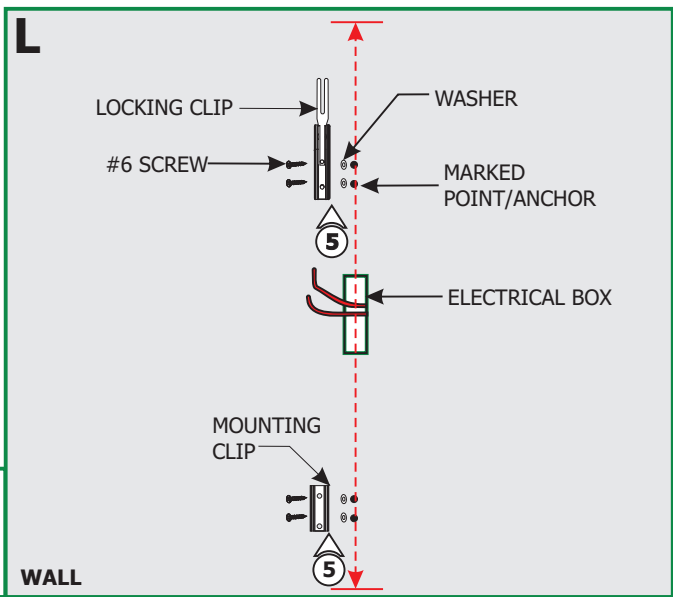 L
LOCKING CLIP
WASHER
#6 SCREW
MARKED
POINT/ANCHOR
5
ELECTRICAL BOX
MOUNTING
CLIP
5
WALL